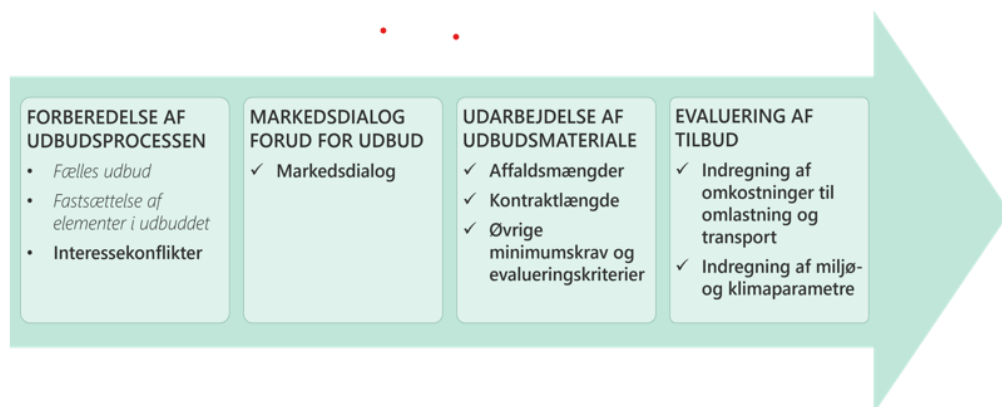 FORBEREDELSE AF
UDBUDSPROCESSEN
• Fælles udbud
• Fastsættelse af
elementer i udbuddet
• Interessekonflikter
MARKEDSDIALOG
FORUD FOR UDBUD
✓ Markedsdialog
UDARBEJDELSE AF
UDBUDSMATERIALE
✓ Affaldsmængder
✓ Kontraktlængde
✓ Øvrige
minimumskrav og
evalueringskriterier
EVALUERING AF
TILBUD
✓ Indregning af
omkostninger til
omlastning og
transport
✓ Indregning af miljø-
og klimaparametre